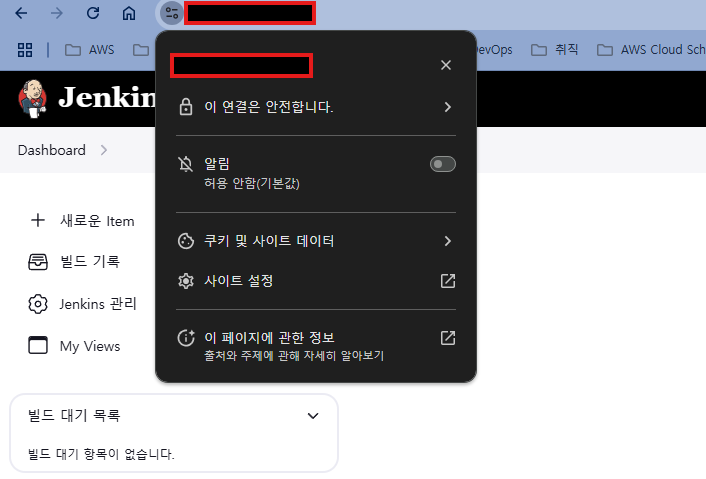 AWS
DevOps
취직
AWS Cloud Sch
Jenkins
이 연결은 안전합니다.
Dashboard
알림
허용 안함(기본값)
새로운 Item
쿠키 및 사이트 데이터
빌드 기록
사이트 설정
Jenkins 관리
이 페이지에 관한 정보
My Views
출처와 주제에 관해 자세히 알아보기
빌드 대기 목록
빌드 대기 항목이 없습니다.